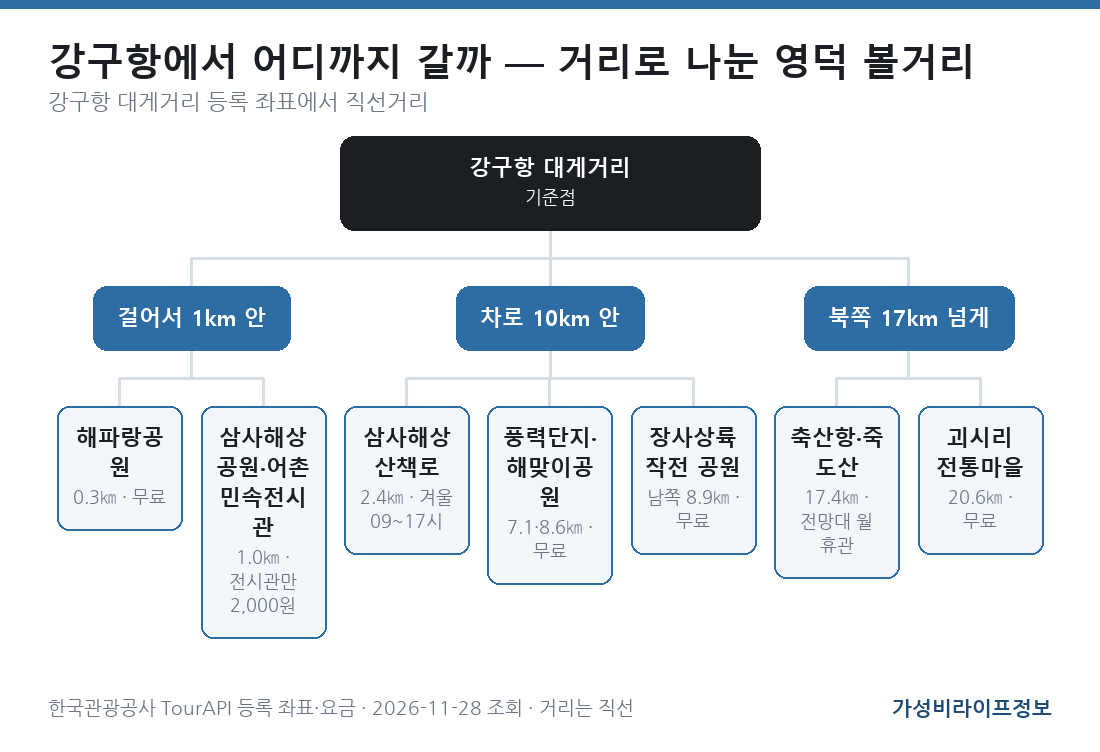 강구항에서 어디까지 갈까 — 거리로 나눈 영덕 볼거리
강구항 대게거리 등록 좌표에서 직선거리
강구항 대게거리
기준점
걸어서 1km 안
차로 10km 안
북쪽 17km 넘게
해파랑공
원
0.3㎞ · 무료
삼사해상
공원·어촌
민속전시
관
1.0㎞ ·
전시관만
2,000원
삼사해상
산책로
2.4㎞ · 겨울
09~17시
풍력단지·
해맞이공
원
7.1·8.6㎞ ·
무료
장사상륙
작전 공원
남쪽 8.9㎞ ·
무료
축산항·죽
도산
17.4㎞ ·
전망대 월
휴관
괴시리
전통마을
20.6㎞ ·
무료
한국관광공사 TourAPI 등록 좌표·요금 · 2026-11-28 조회 · 거리는 직선
가성비라이프정보